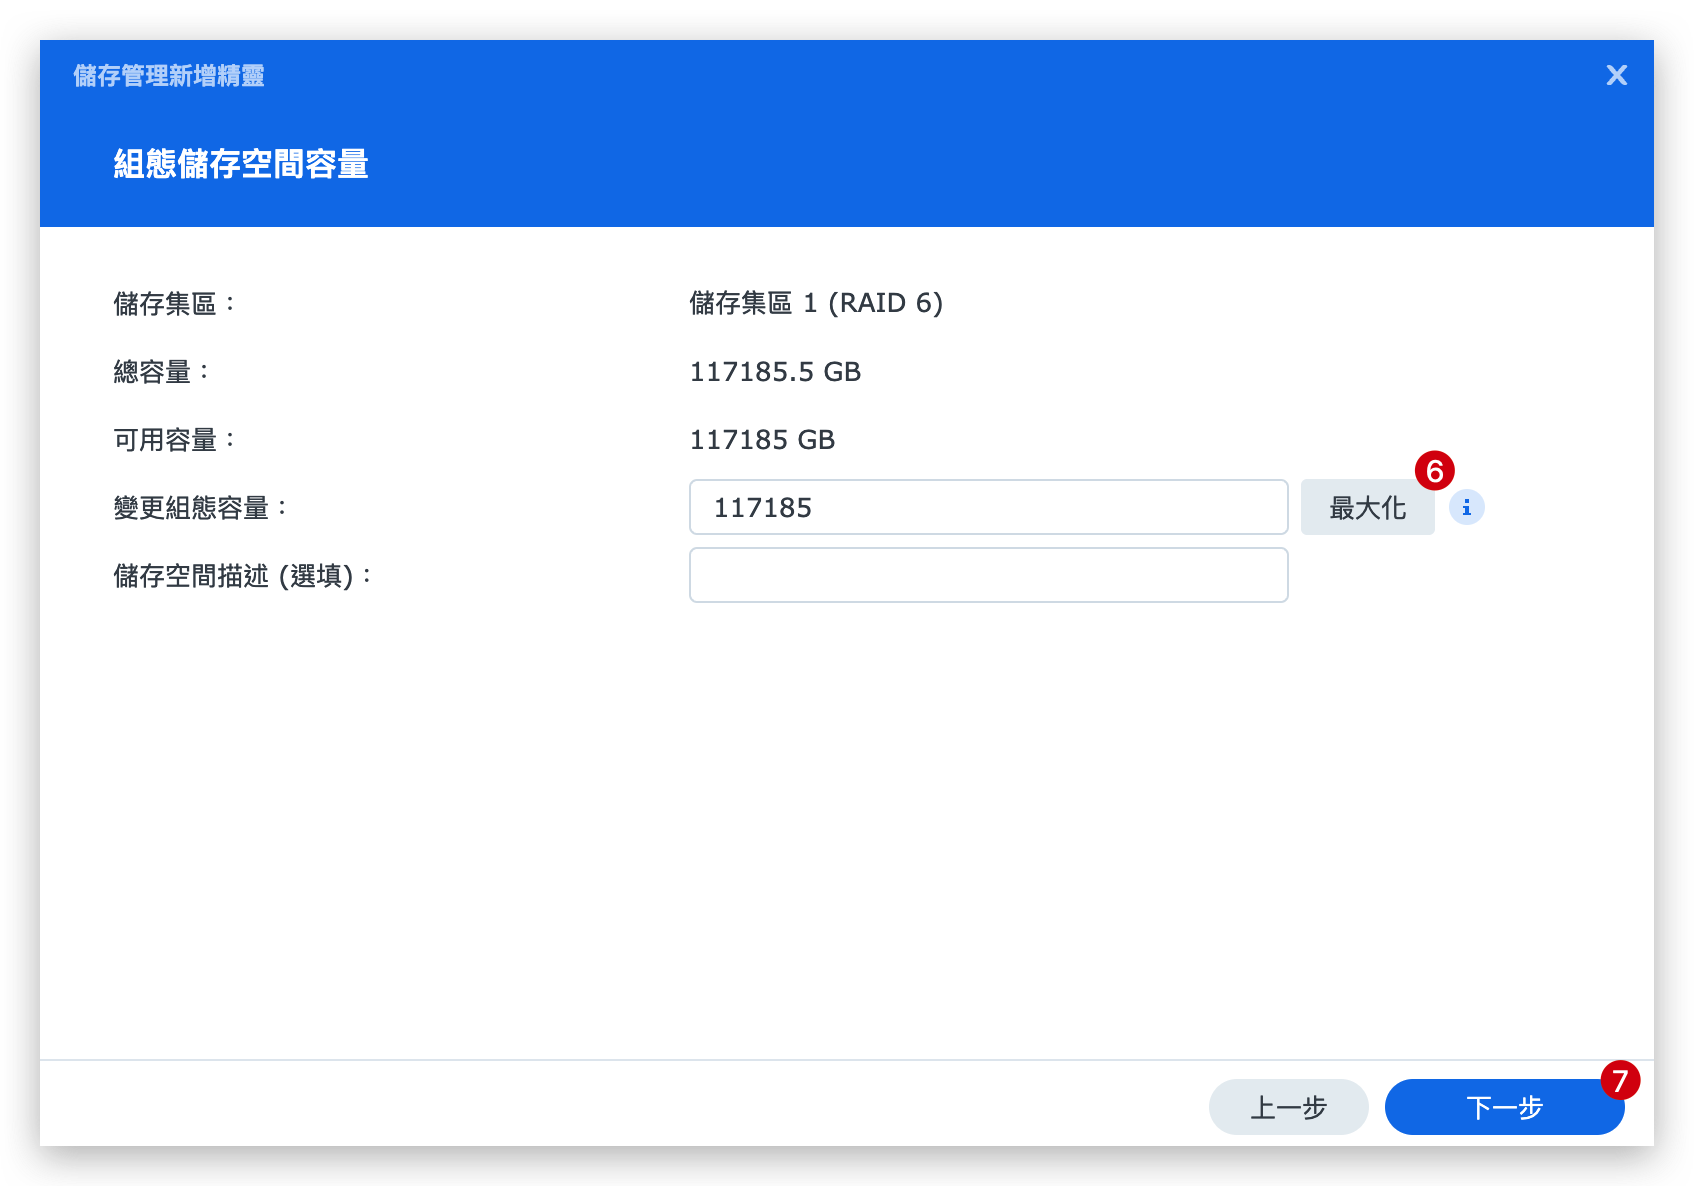 儲存管理新增精靈
組態儲存空間容量
儲存集區： 儲存集區 1 (RAID 6)
總容量： 117185.5 GB
可用容量： 117185 GB
變更組態容量： 117185 最大化 6 i
儲存空間描述 (選填)：
上一步 下一步 7